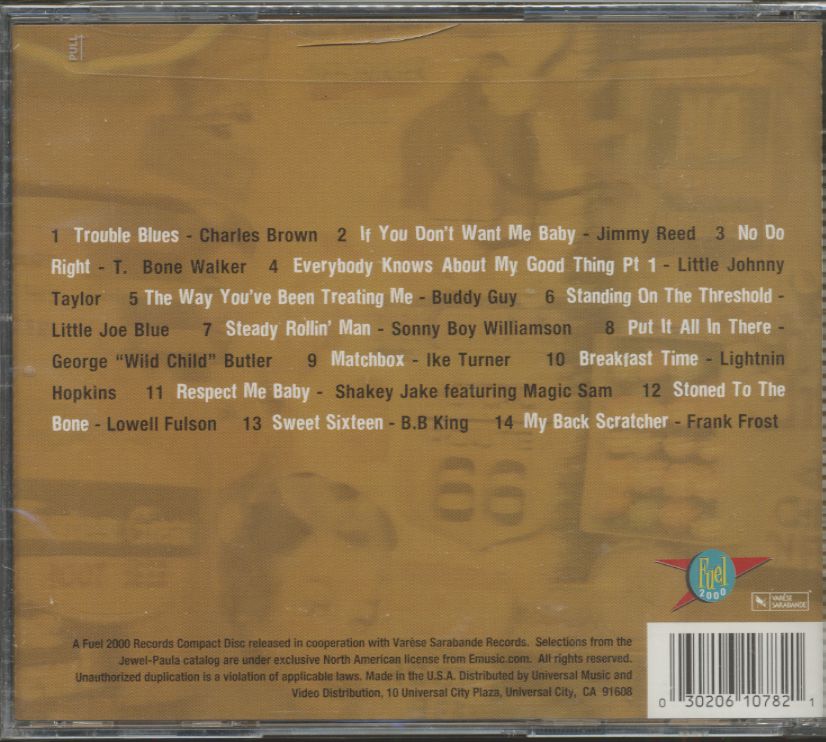 PULL
1 Trouble Blues - Charles Brown 2 If You Don't Want Me Baby - Jimmy Reed 3 No Do
Right - T. Bone Walker 4 Everybody Knows About My Good Thing Pt 1 - Little Johnny
Taylor 5 The Way You've Been Treating Me - Buddy Guy 6 Standing On The Threshold -
Little Joe Blue 7 Steady Rollin' Man - Sonny Boy Williamson 8 Put It All In There -
George "Wild Child" Butler 9 Matchbox - Ike Turner 10 Breakfast Time - Lightnin
Hopkins 11 Respect Me Baby - Shakey Jake featuring Magic Sam 12 Stoned To The
Bone - Lowell Fulson 13 Sweet Sixteen - B.B King 14 My Back Scratcher - Frank Frost
Fuel
2000
VARÈSE
SARABANDE
A Fuel 2000 Records Compact Disc released in cooperation with Varèse Sarabande Records. Selections from the
Jewel-Paula catalog are under exclusive North American license from Emusic.com. All rights reserved.
Unauthorized duplication is a violation of applicable laws. Made in the U.S.A. Distributed by Universal Music and
Video Distribution, 10 Universal City Plaza, Universal City, CA 91608
0 30206 10782 1